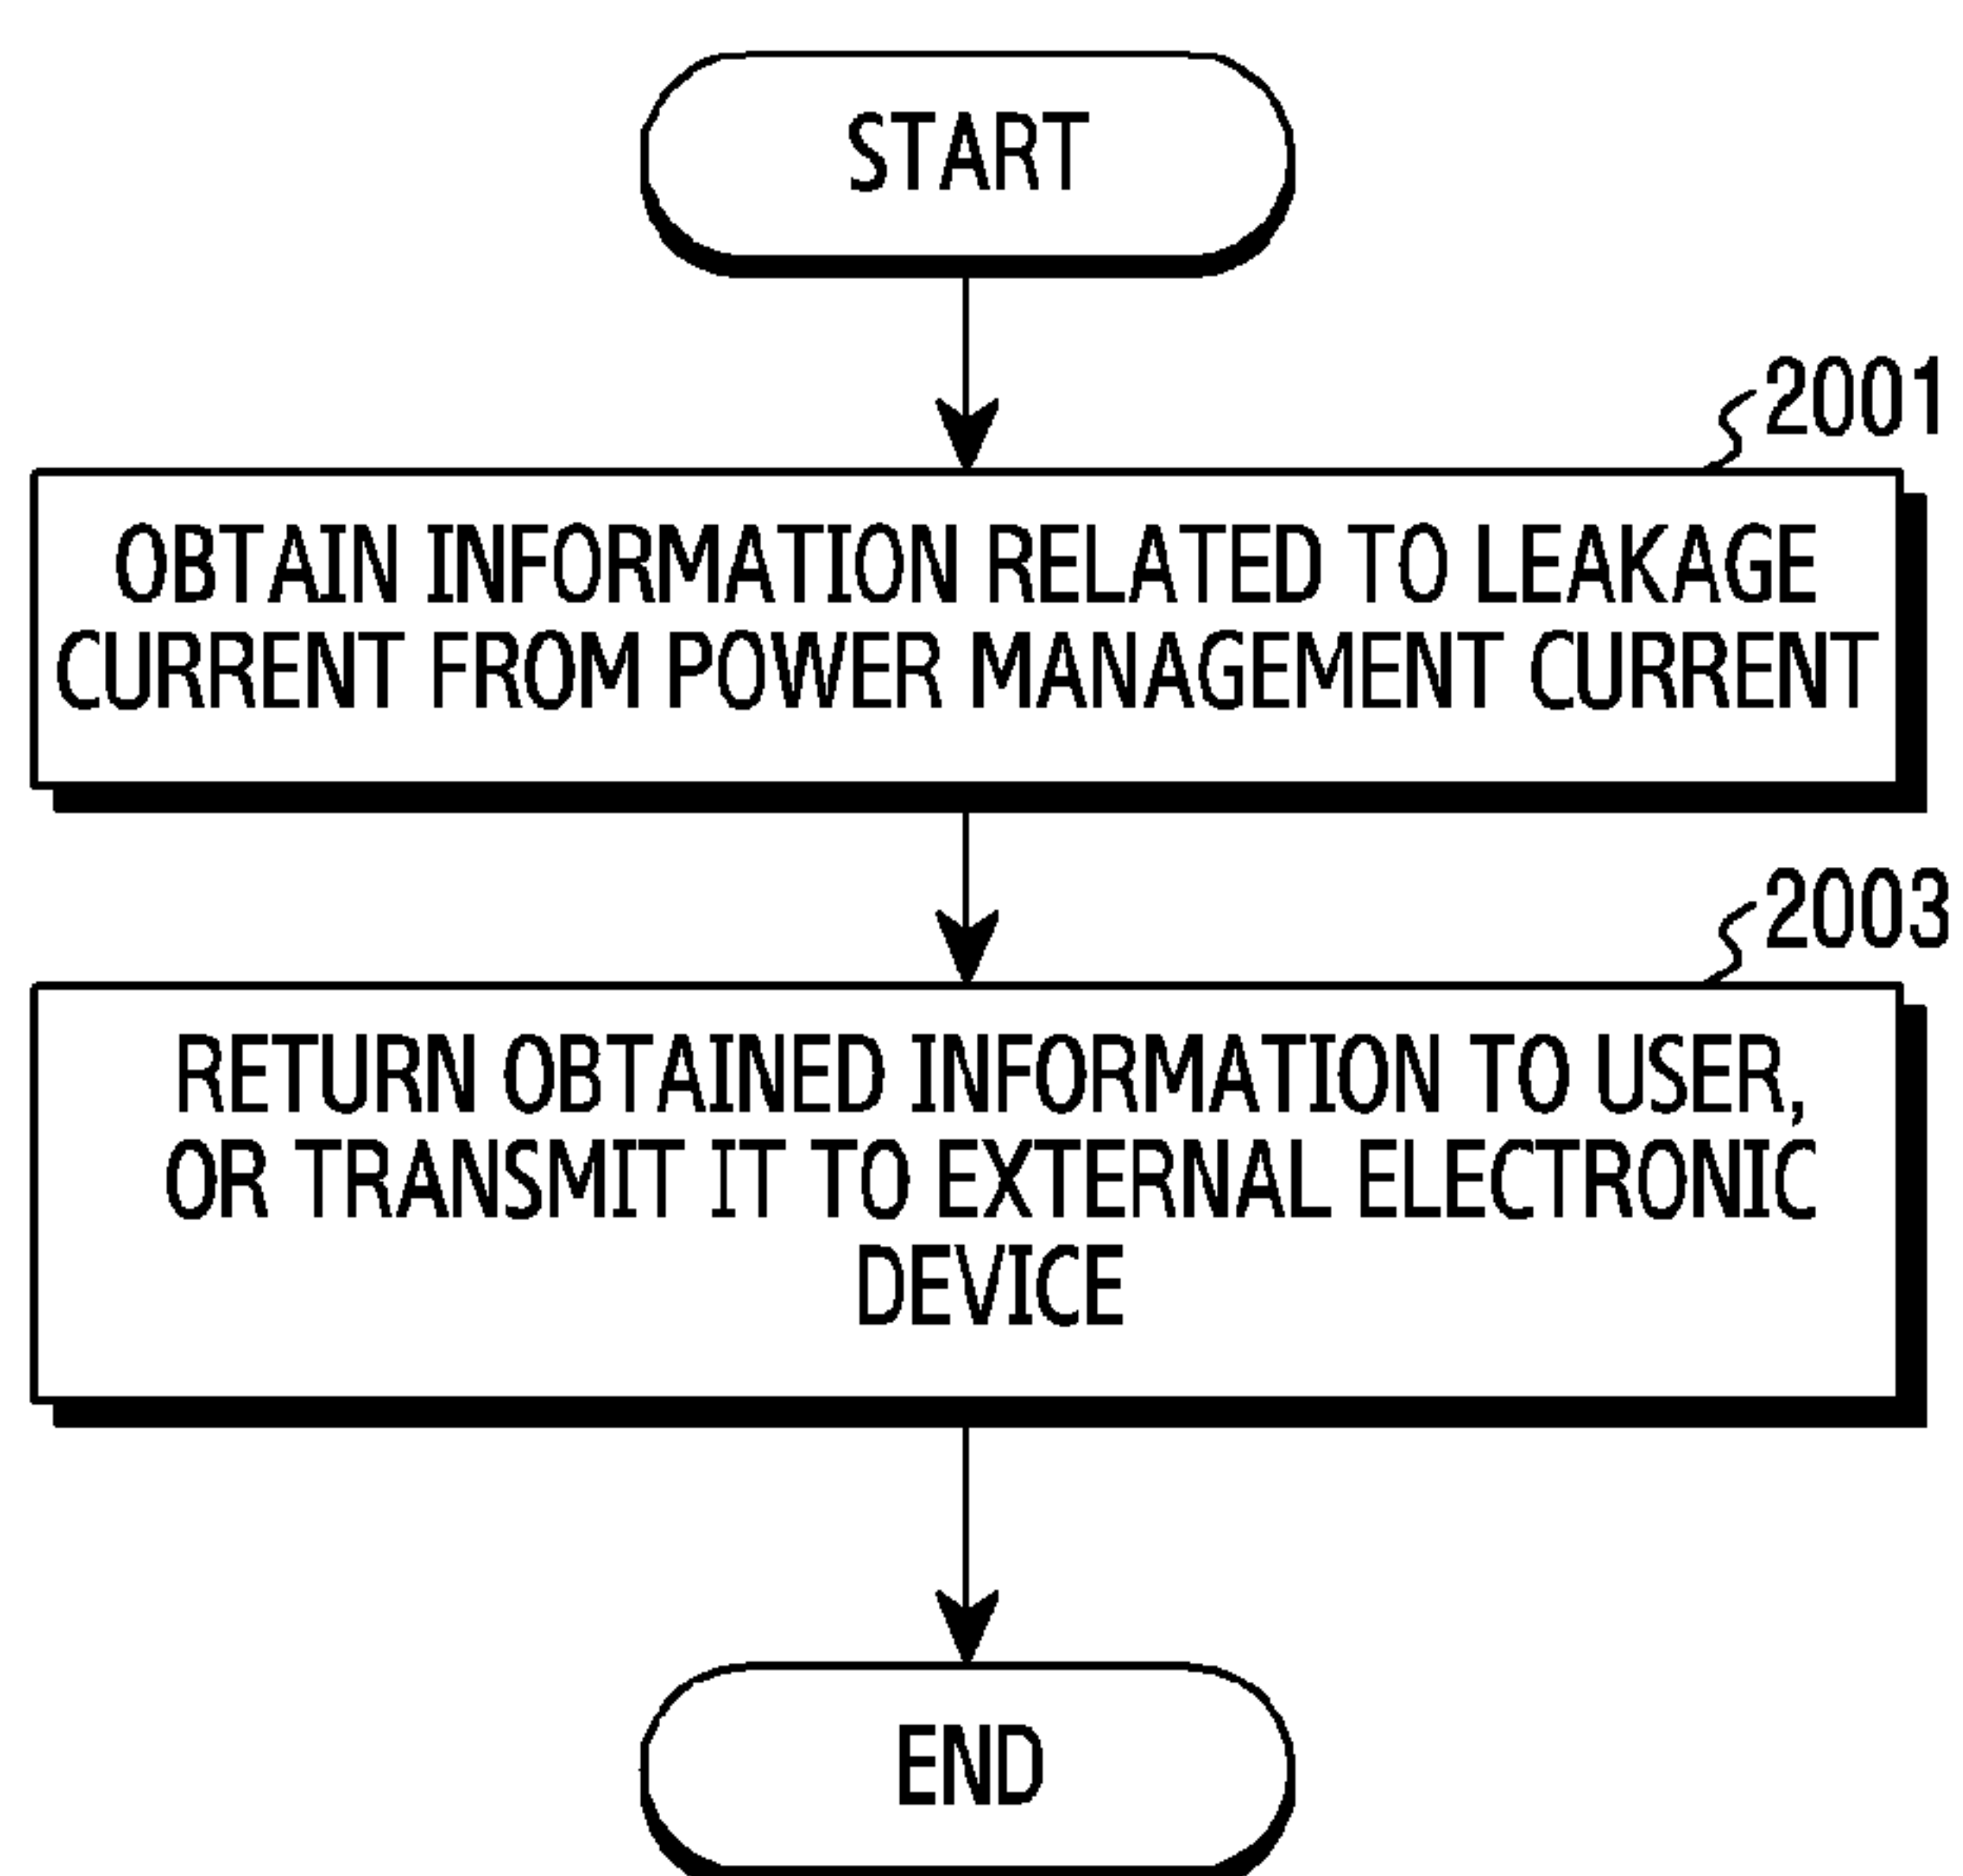 START
2001
OBTAIN INFORMATION RELATED TO LEAKAGE
CURRENT FROM POWER MANAGEMENT CURRENT
2003
RETURN OBTAINED INFORMATION TO USER,
OR TRANSMIT IT TO EXTERNAL ELECTRONIC
DEVICE
END